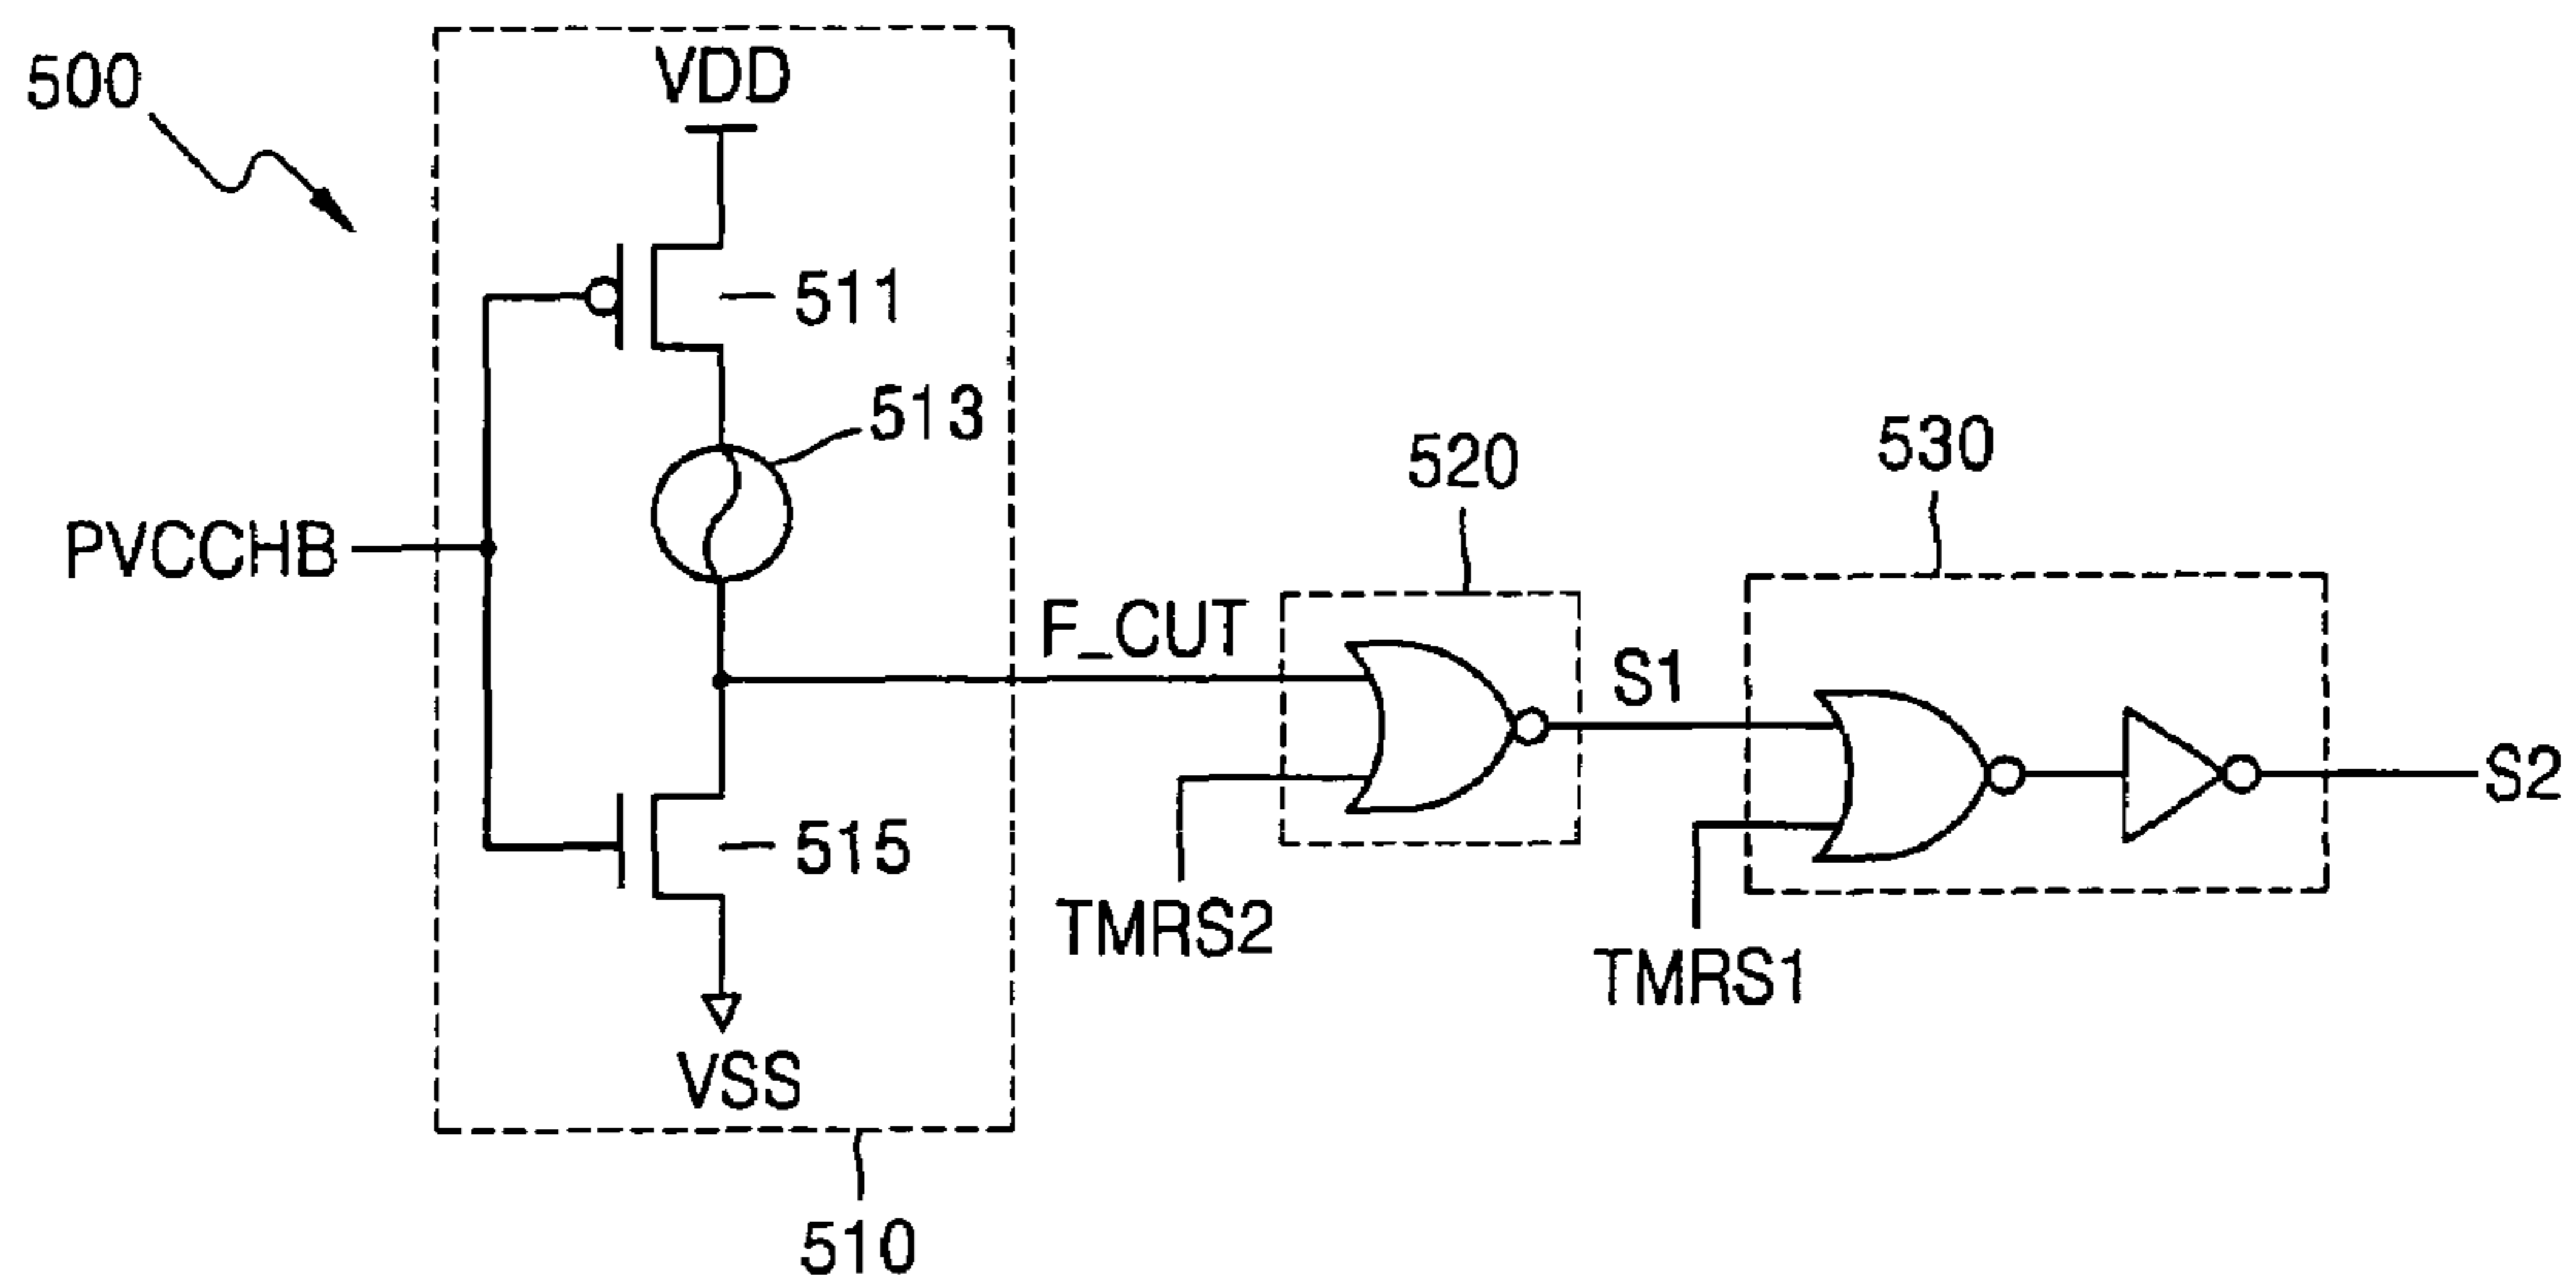 500
VDD
511
513
PVCCHB
520
530
F_CUT
S1
S2
515
TMRS2
TMRS1
VSS
510